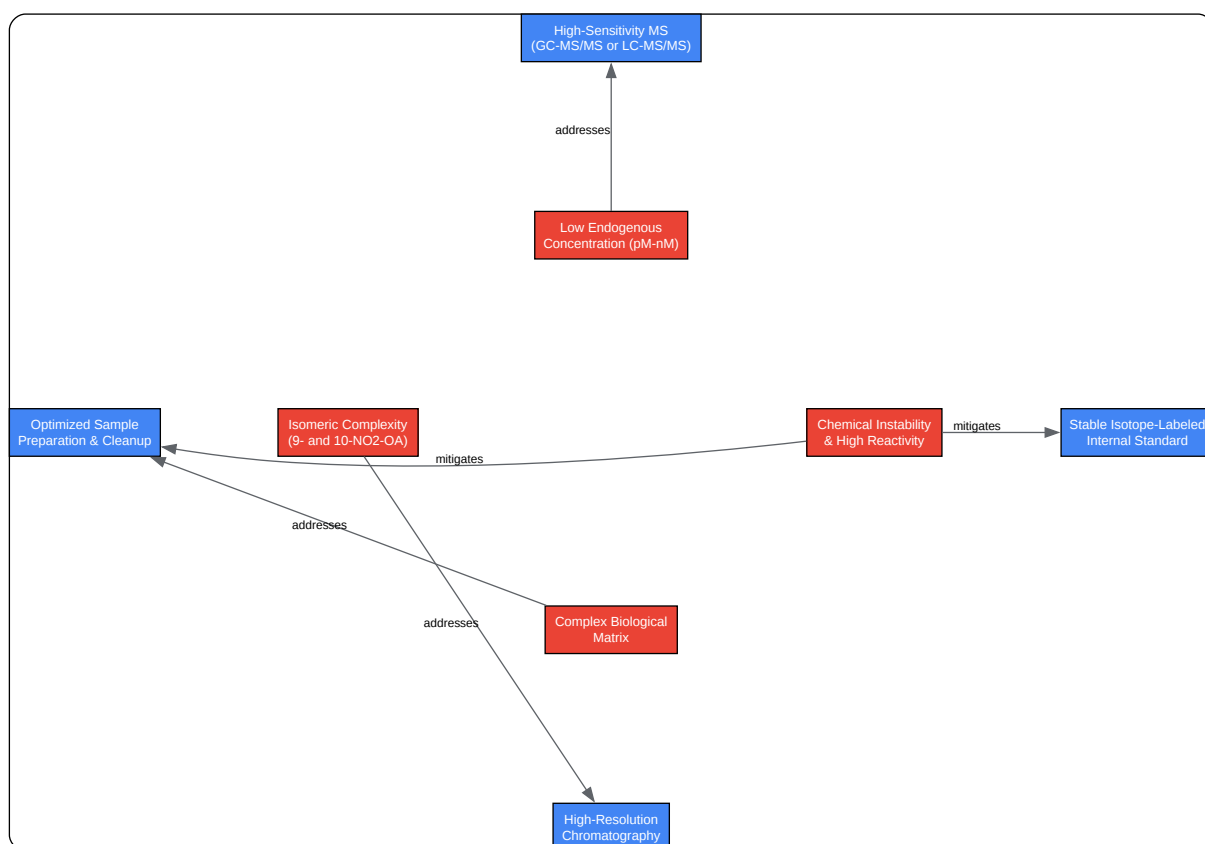 High-Sensitivity MS
(GC-MS/MS or LC-MS/MS)
addresses
Low Endogenous
Concentration (pM-nM)
Optimized Sample
Preparation & Cleanup
Isomeric Complexity
(9- and 10-NO2-OA)
Chemical Instability
& High Reactivity
mitigates
Stable Isotope-Labeled
Internal Standard
mitigates
addresses
addresses
Complex Biological
Matrix
High-Resolution
Chromatography